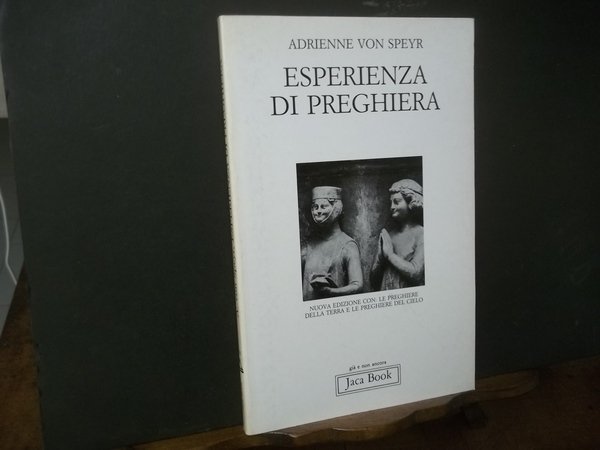 ADRIENNE VON SPEYR
ESPERIENZA
DI PREGHIERA
NUOVA EDIZIONE CON: LE PREGHIERE
DELLA TERRA E LE PREGHIERE DEL CIELO
già e non ancora
Jaca Book